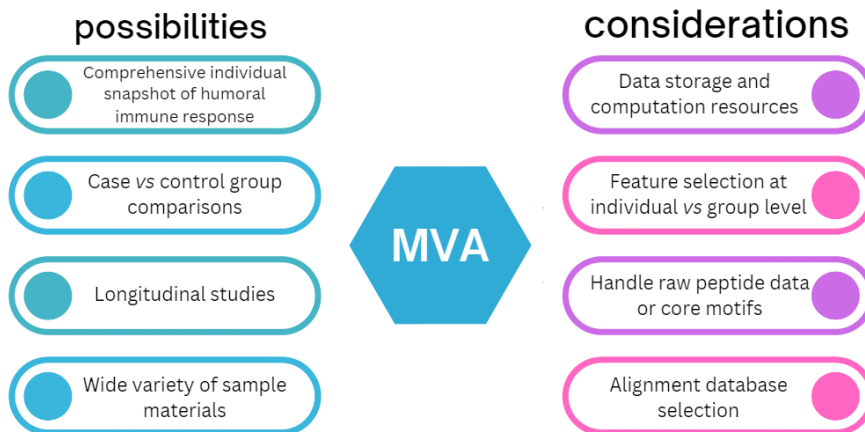 possibilities
Comprehensive individual
snapshot of humoral
immune response
Case vs control group
comparisons
Longitudinal studies
Wide variety of sample
materials
MVA
considerations
Data storage and
computation resources
Feature selection at
individual vs group level
Handle raw peptide data
or core motifs
Alignment database
selection